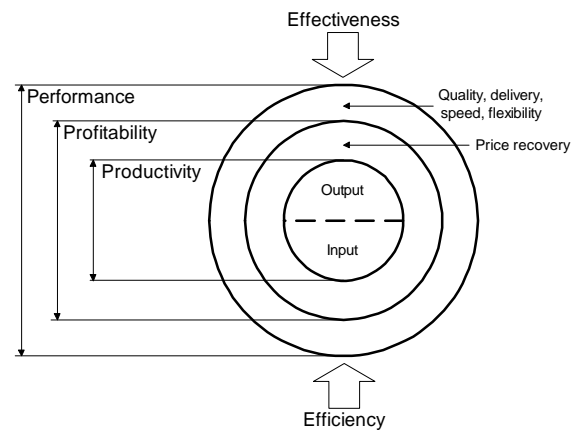 Effectiveness
Performance
Quality, delivery,
speed, flexibility
Profitability
Price recovery
Productivity
Output
Input
Efficiency